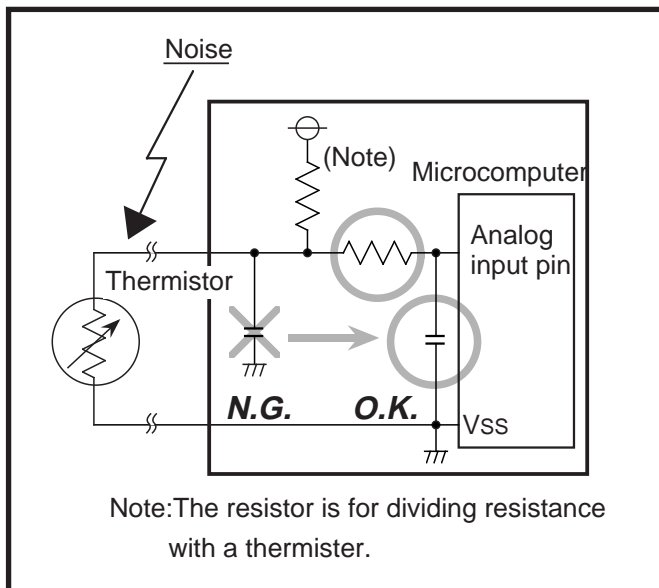 Noise
(Note)
Microcomputer
Analog
input pin
Thermistor
N.G.
O.K.
VSS
Note:The resistor is for dividing resistance
with a thermister.